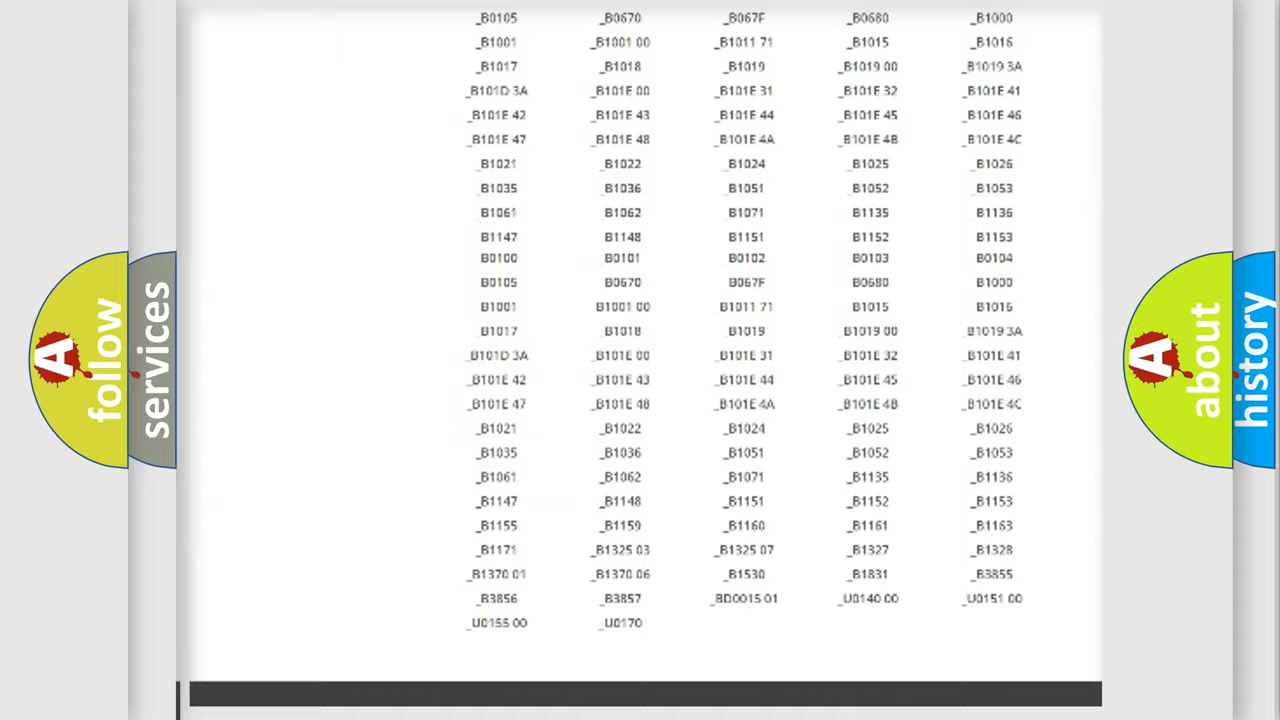 _B0105 _B0670 _B067F _B0680 _B1000
_B1001 _B1001 00 _B1011 71 _B1015 _B1016
_B1017 _B1018 _B1019 _B1019 00 _B1019 3A
_B101D 3A _B101E 00 _B101E 31 _B101E 32 _B101E 41
_B101E 42 _B101E 43 _B101E 44 _B101E 45 _B101E 46
_B101E 47 _B101E 48 _B101E 4A _B101E 4B _B101E 4C
_B1021 _B1022 _B1024 _B1025 _B1026
_B1035 _B1036 _B1051 _B1052 _B1053
B1061 B1062 B1071 B1135 B1136
B1147 B1148 B1151 B1152 B1153
B0100 B0101 B0102 B0103 B0104
B0105 B0670 B067F B0680 B1000
B1001 B1001 00 B1011 71 B1015 B1016
B1017 _B1018 _B1019 _B1019 00 _B1019 3A
_B101D 3A _B101E 00 _B101E 31 _B101E 32 _B101E 41
_B101E 42 _B101E 43 _B101E 44 _B101E 45 _B101E 46
_B101E 47 _B101E 48 _B101E 4A _B101E 4B _B101E 4C
_B1021 _B1022 _B1024 _B1025 _B1026
_B1035 _B1036 _B1051 _B1052 _B1053
_B1061 _B1062 _B1071 _B1135 _B1136
_B1147 _B1148 _B1151 _B1152 _B1153
_B1155 _B1159 _B1160 _B1161 _B1163
_B1171 _B1325 03 _B1325 07 _B1327 _B1328
_B1370 01 _B1370 06 _B1530 _B1831 _B3855
_B3856 _B3857 _BD0015 01 _U0140 00 _U0151 00
_U0155 00 _U0170
A follow
services
A about
history